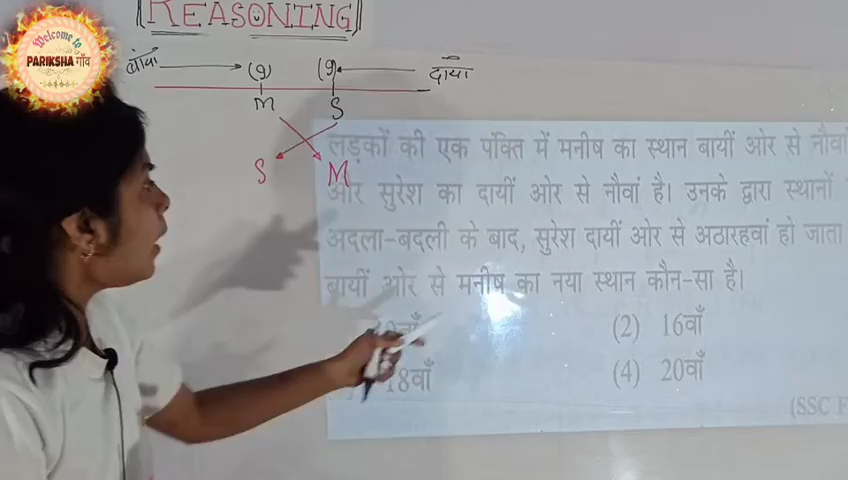 REASONING
Welcome to
PARIKSHA गाँव
बाँया (9) (9) दाया
M S
S M
लड़कों की एक पंक्ति में मनीष का स्थान बायीं ओर से नौवां
और सुरेश का दायीं ओर से नौवां है। उनके द्वारा स्थानों
अदला-बदली के बाद, सुरेश दायीं ओर से अठारहवां हो जाता
बायीं ओर से मनीष का नया स्थान कौन-सा है।
(2) 16वाँ
18वाँ (4) 20वाँ
(SSC